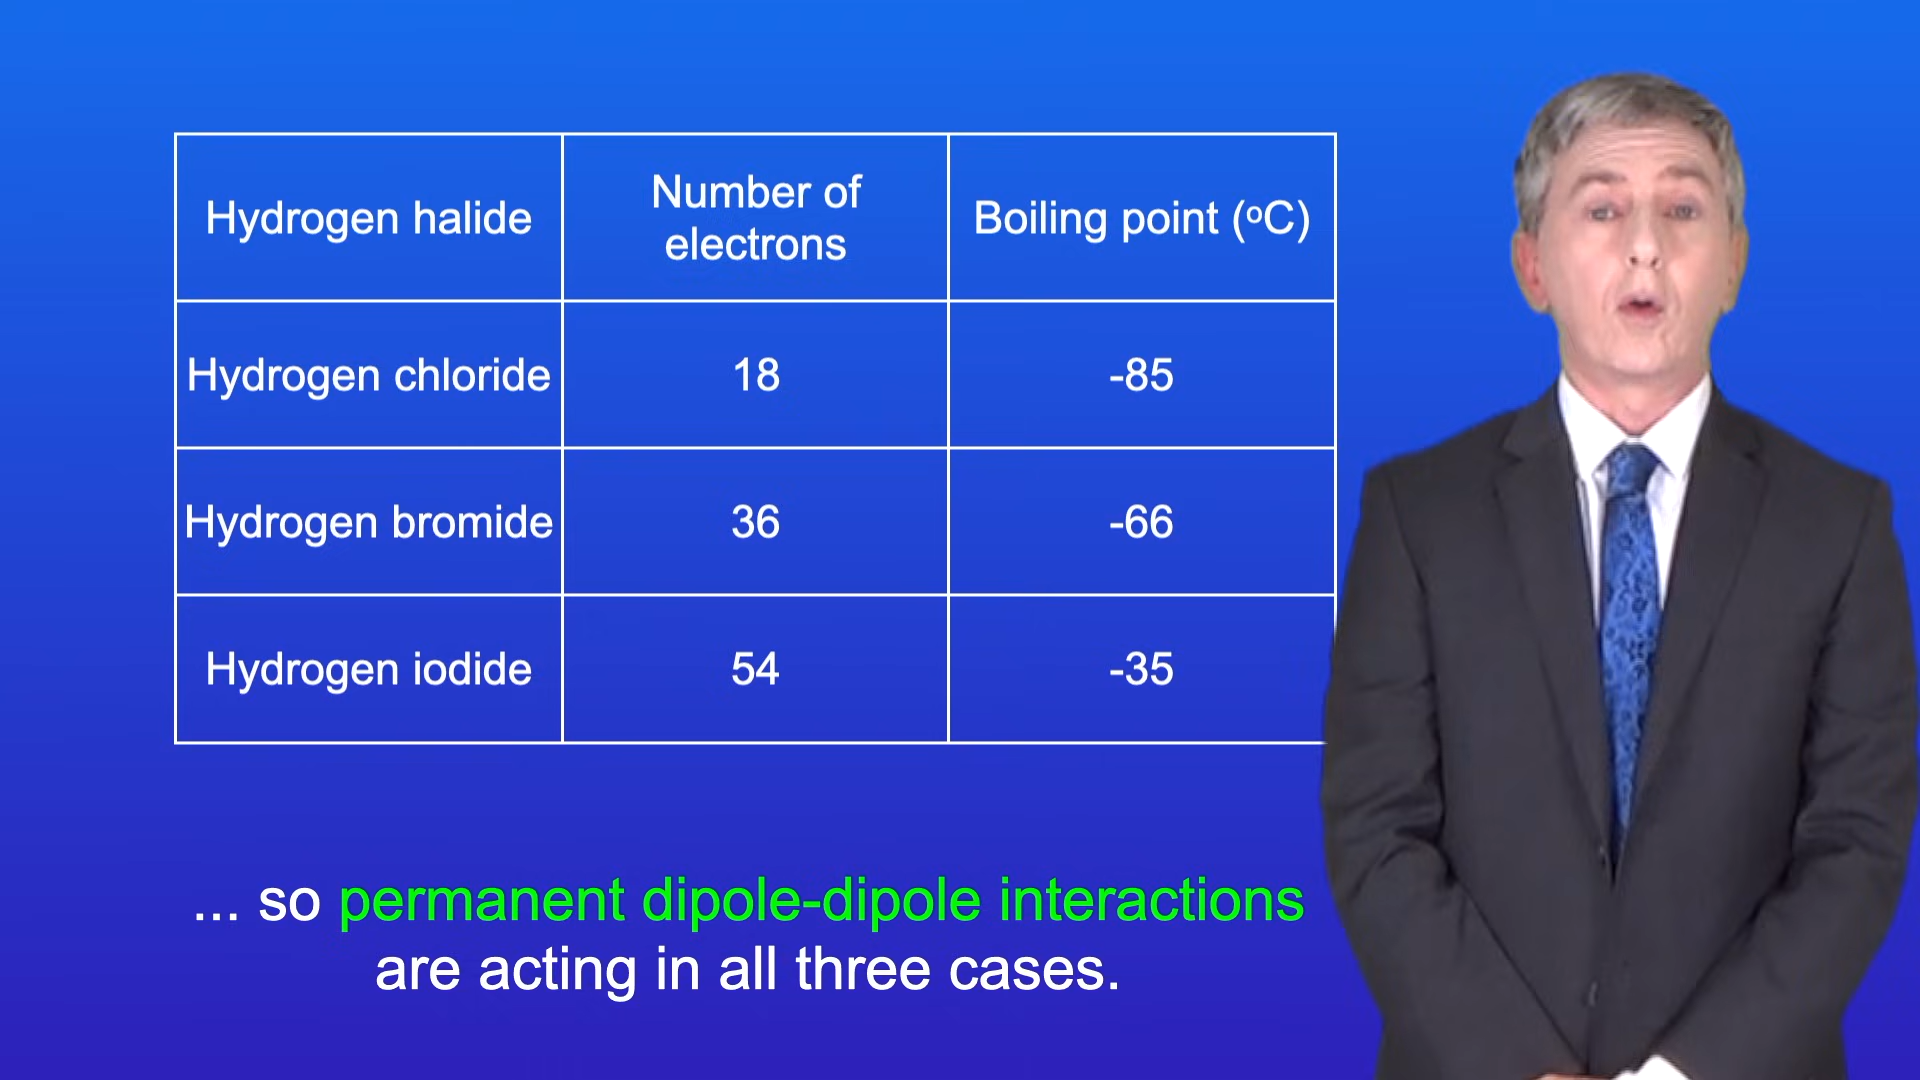 Hydrogen halide
Number of
electrons
Boiling point (ºC)
Hydrogen chloride
18
-85
Hydrogen bromide
36
-66
Hydrogen iodide
54
-35
... so permanent dipole-dipole interactions
are acting in all three cases.